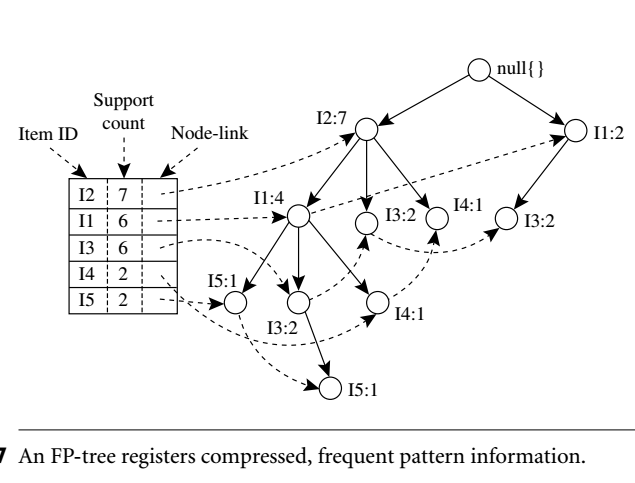 null{}
Support
count
Item ID
Node-link
I2:7
I1:2
I2 7
I1 6
I3 6
I4 2
I5 2
I1:4
I3:2
I4:1
I3:2
I5:1
I3:2
I4:1
I5:1
7 An FP-tree registers compressed, frequent pattern information.